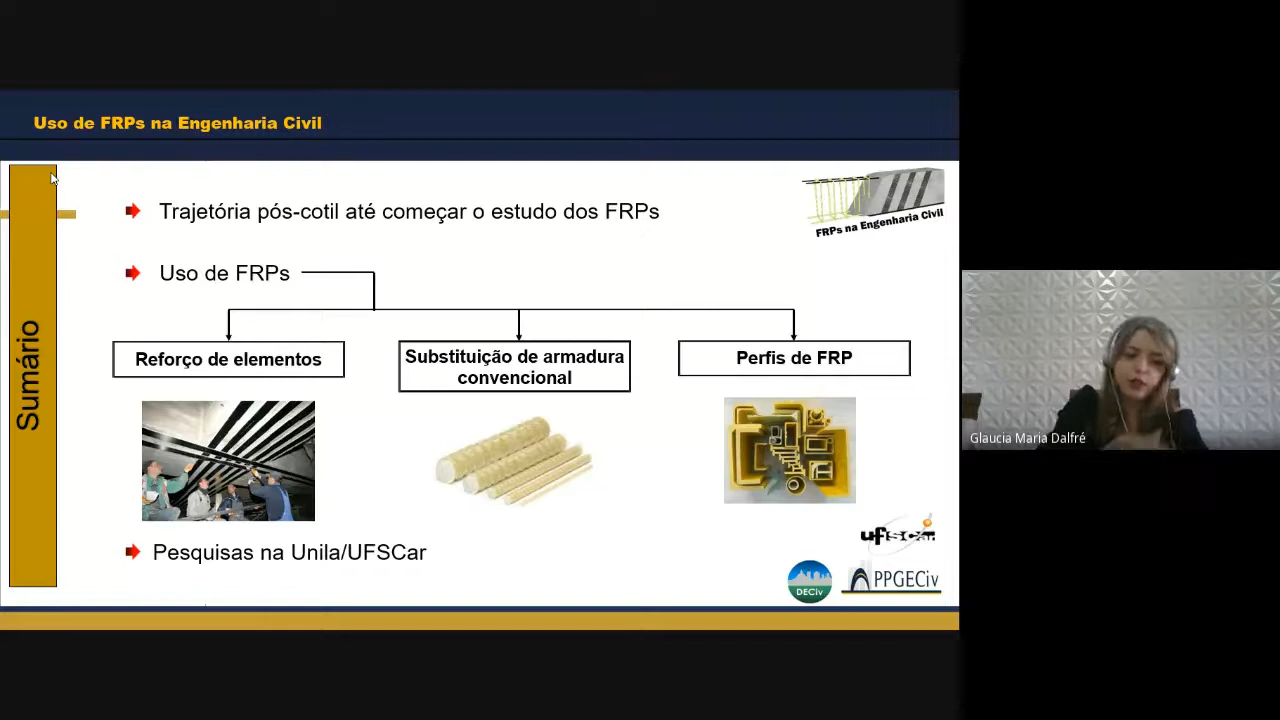 Uso de FRPs na Engenharia Civil
Sumário
Trajetória pós-cotil até começar o estudo dos FRPs
FRPs na Engenharia Civil
Uso de FRPs
Reforço de elementos
Substituição de armadura
convencional
Perfis de FRP
Glaucia Maria Dalfré
Pesquisas na Unila/UFSCar
ufscar
DECiv
PPGECiv